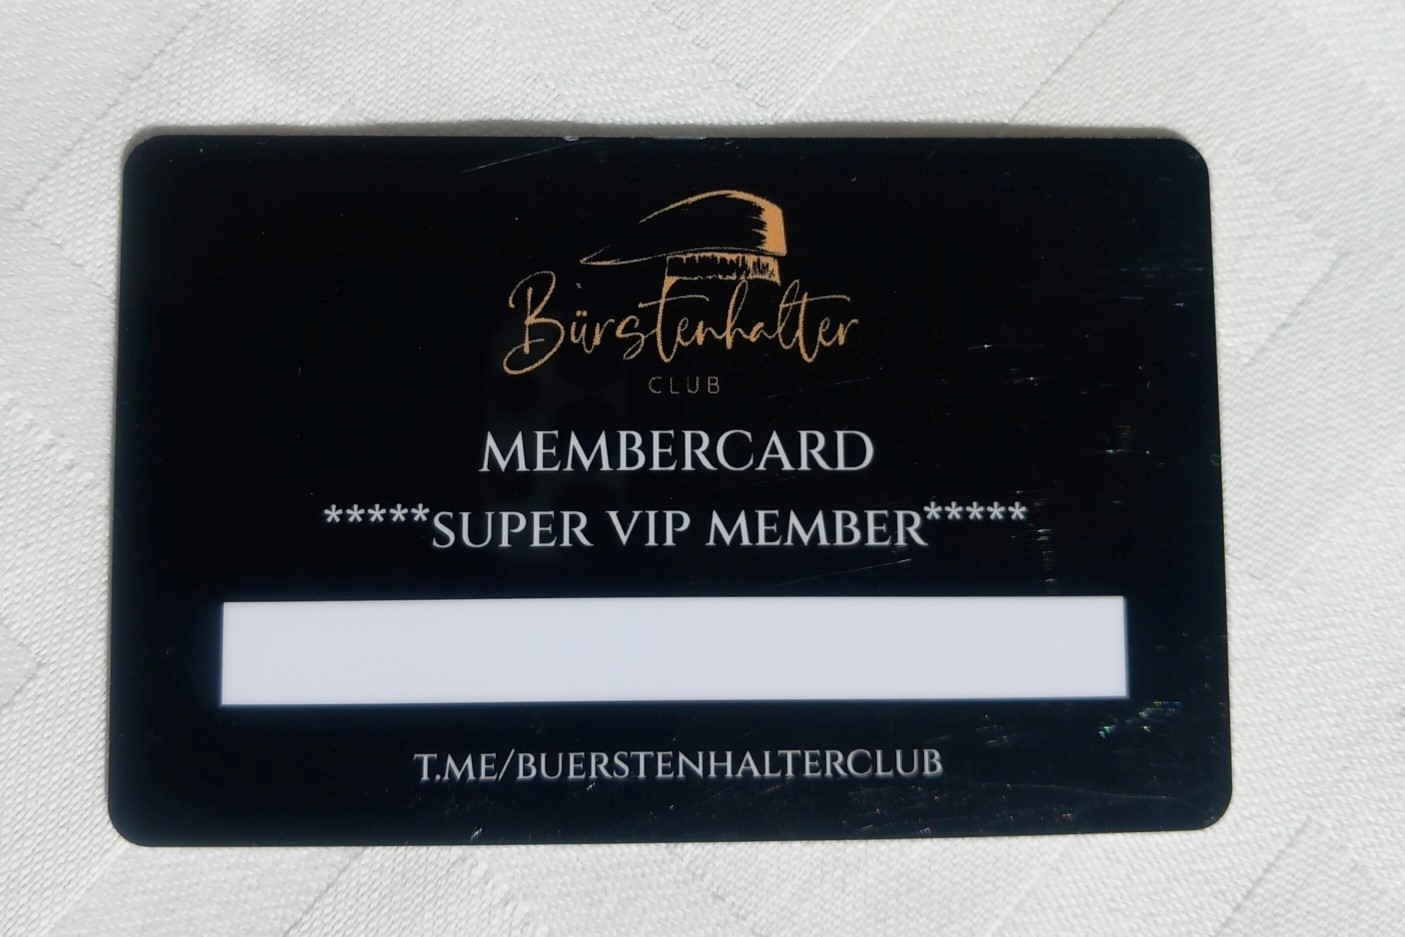 Bürstenhalter
CLUB
MEMBERCARD
*****SUPER VIP MEMBER*****
T.ME/BUERSTENHALTERCLUB